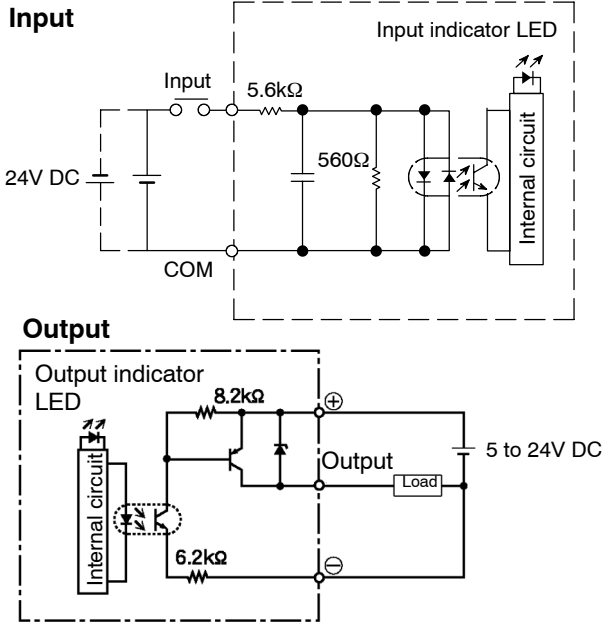 Input
Input indicator LED
Input
5.6kΩ
560Ω
24V DC
Internal circuit
COM
Output
Output indicator
LED
8.2kΩ
+
5 to 24V DC
Output
Load
Internal circuit
6.2kΩ
−